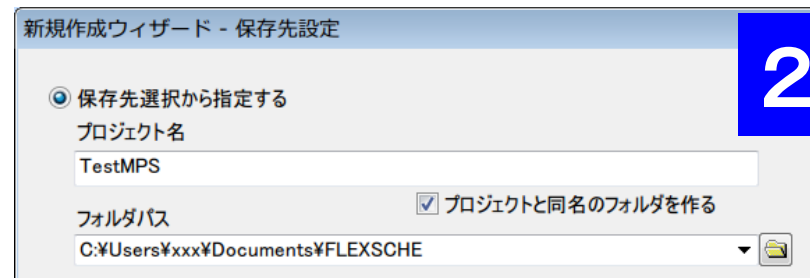 新規作成ウィザード - 保存先設定
2
保存先選択から指定する
プロジェクト名
TestMPS
プロジェクトと同名のフォルダを作る
フォルダパス
C:¥Users¥xxx¥Documents¥FLEXSCHE